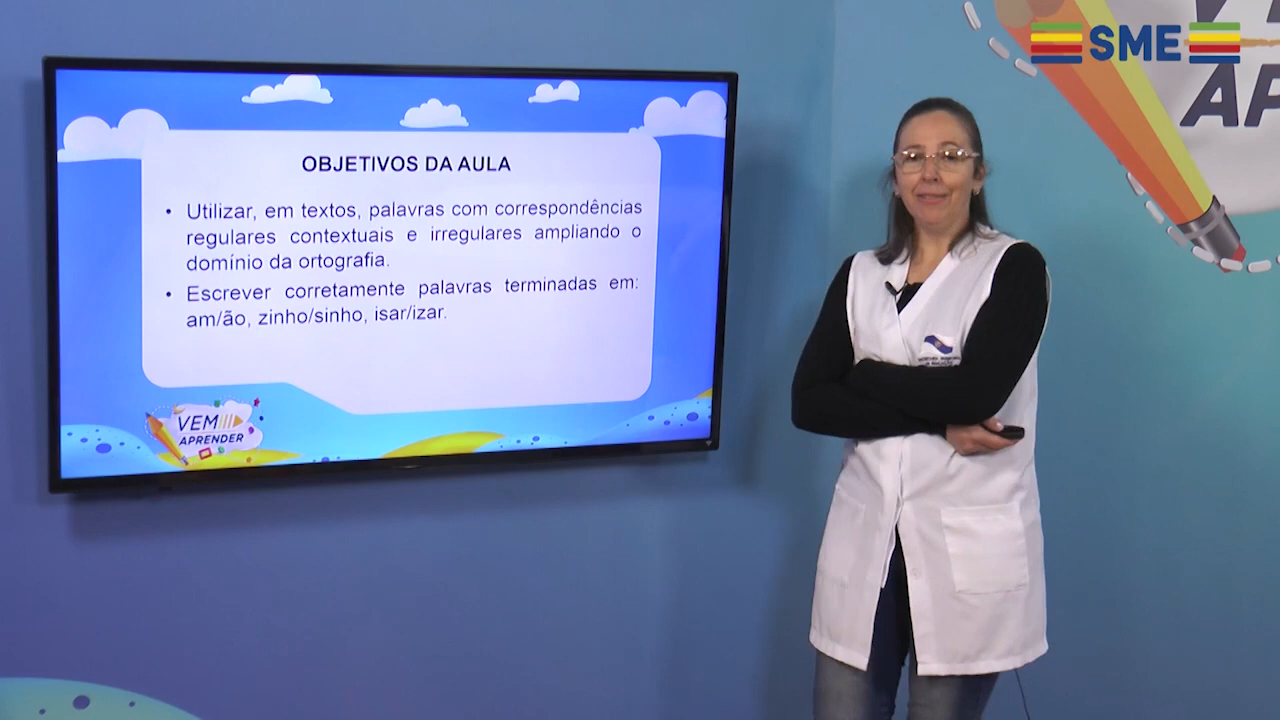 SME
AP
OBJETIVOS DA AULA
• Utilizar, em textos, palavras com correspondências
regulares contextuais e irregulares ampliando o
domínio da ortografia.
• Escrever corretamente palavras terminadas em:
am/ão, zinho/sinho, isar/izar.
VEM
APRENDER